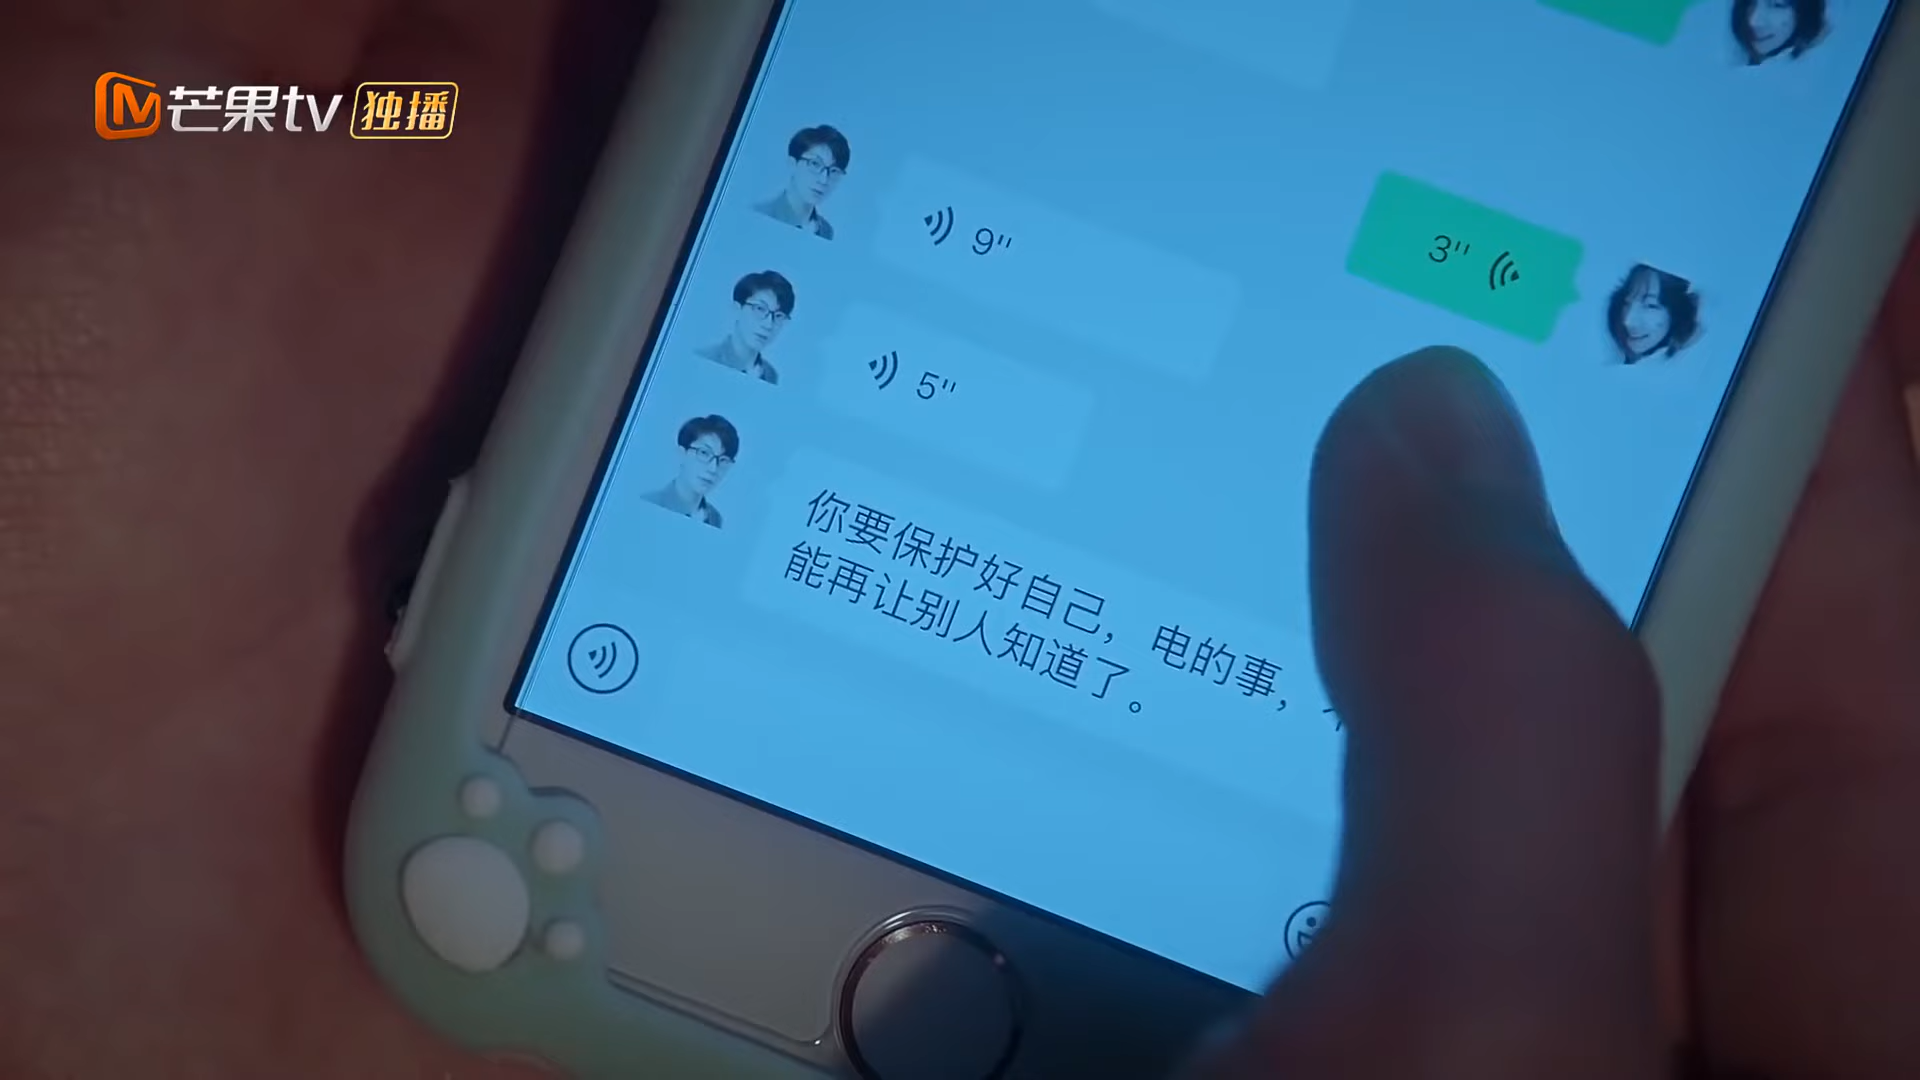 芒果tv 独播
9"
3"
5"
你要保护好自己，电的事，
能再让别人知道了。